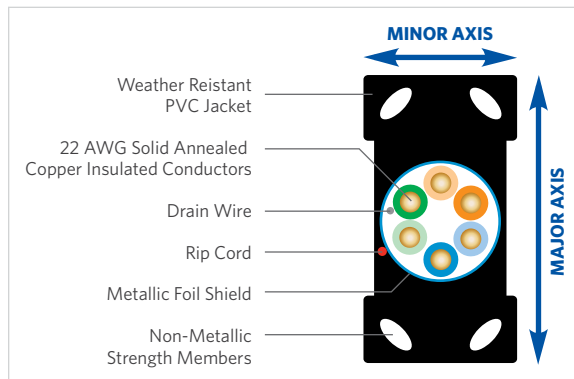 MINOR AXIS
Weather Reistant
PVC Jacket
22 AWG Solid Annealed
Copper Insulated Conductors
Drain Wire
Rip Cord
Metallic Foil Shield
Non-Metallic
Strength Members
MAJOR AXIS